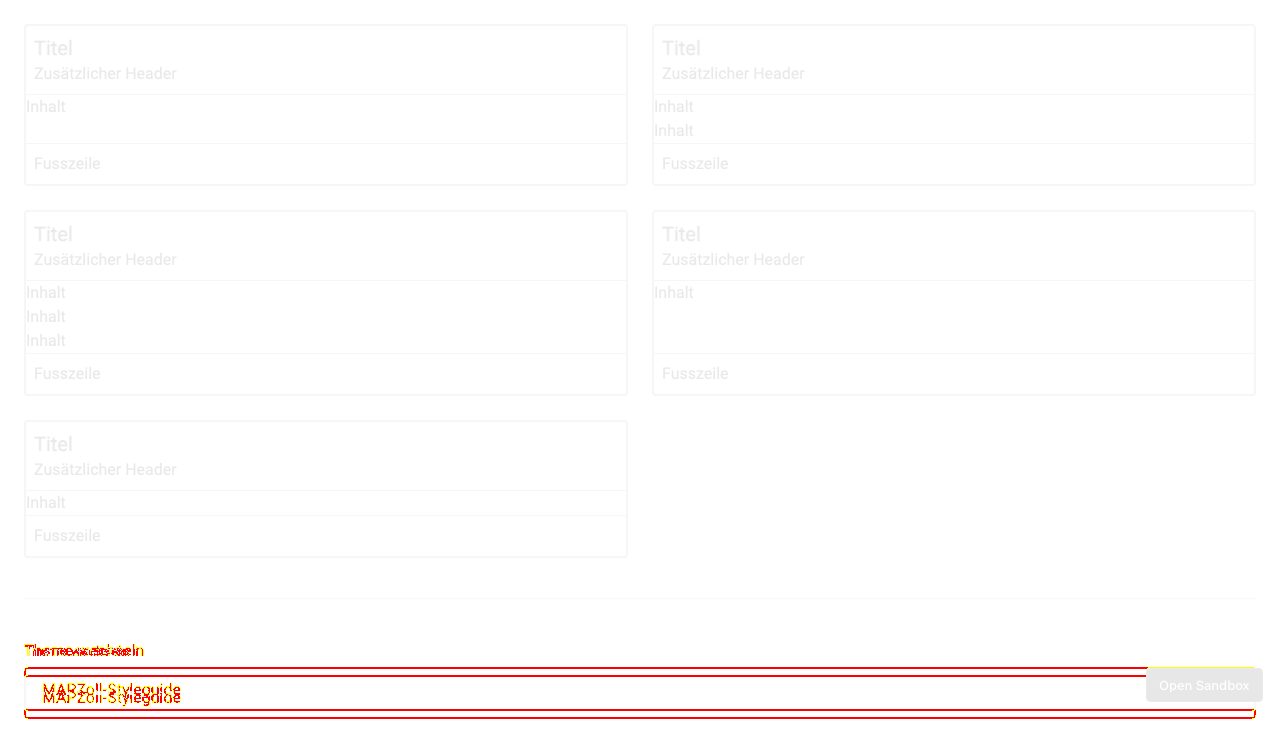 Titel
Zusätzlicher Header
Inhalt
Fusszeile
Titel
Zusätzlicher Header
Inhalt
Inhalt
Fusszeile
Titel
Zusätzlicher Header
Inhalt
Inhalt
Inhalt
Fusszeile
Titel
Zusätzlicher Header
Inhalt
Fusszeile
Titel
Zusätzlicher Header
Inhalt
Fusszeile
Open Sandbox